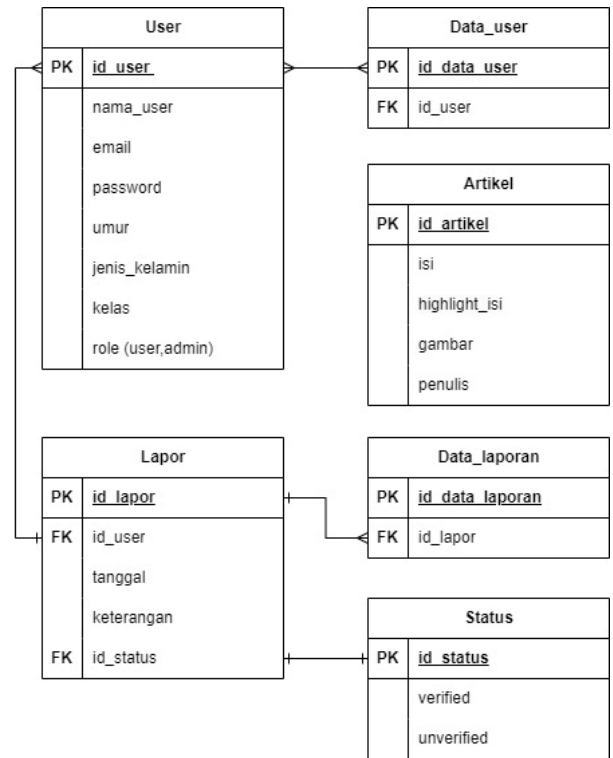 User
PK id_user
nama_user
email
password
umur
jenis_kelamin
kelas
role (user,admin)
Data_user
PK id_data_user
FK id_user
Artikel
PK id_artikel
isi
highlight_isi
gambar
penulis
Lapor
PK id_lapor
FK id_user
tanggal
keterangan
FK id_status
Data_laporan
PK id_data_laporan
FK id_lapor
Status
PK id_status
verified
unverified